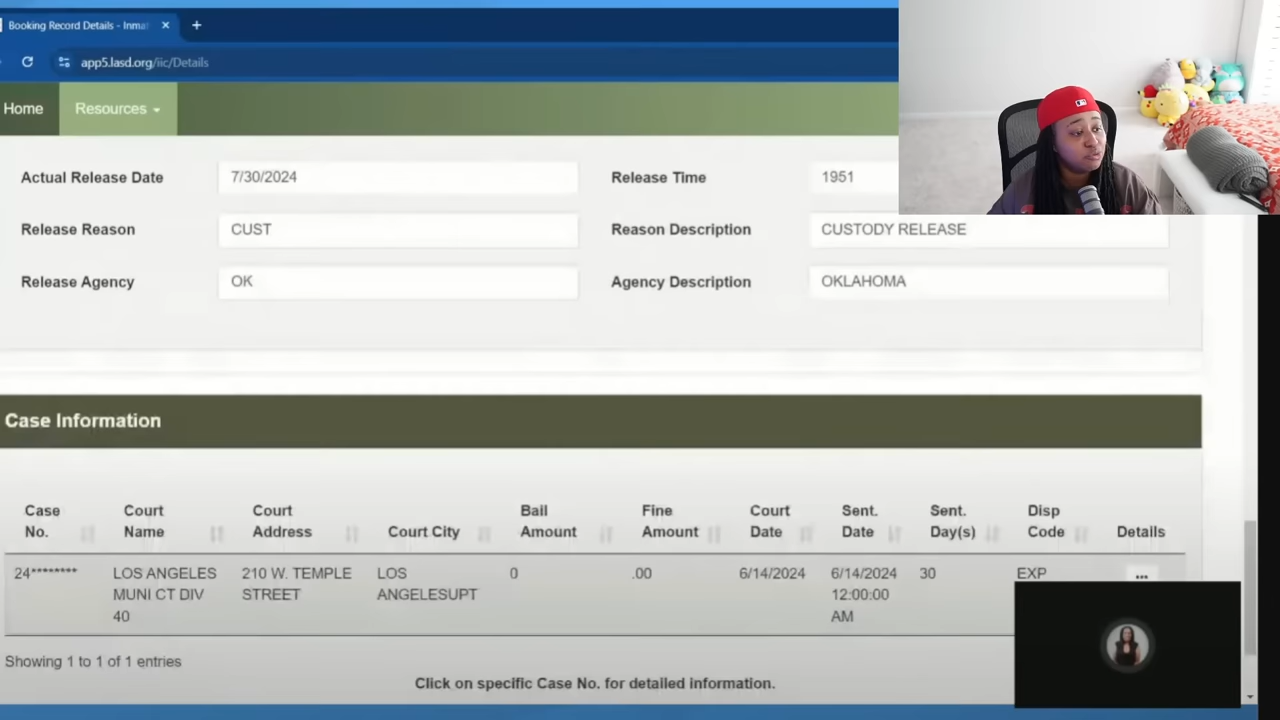 Booking Record Details - Inma
app5.lasd.org/iic/Details
Home
Resources
Actual Release Date 7/30/2024 Release Time 1951
Release Reason CUST Reason Description CUSTODY RELEASE
Release Agency OK Agency Description OKLAHOMA
Case Information
Case No. Court Name Court Address Court City Bail Amount Fine Amount Court Date Sent. Date Sent. Day(s) Disp Code Details
24******** LOS ANGELES MUNI CT DIV 40 210 W. TEMPLE STREET LOS ANGELESUPT 0 .00 6/14/2024 6/14/2024 12:00:00 AM 30 EXP ...
Showing 1 to 1 of 1 entries
Click on specific Case No. for detailed information.